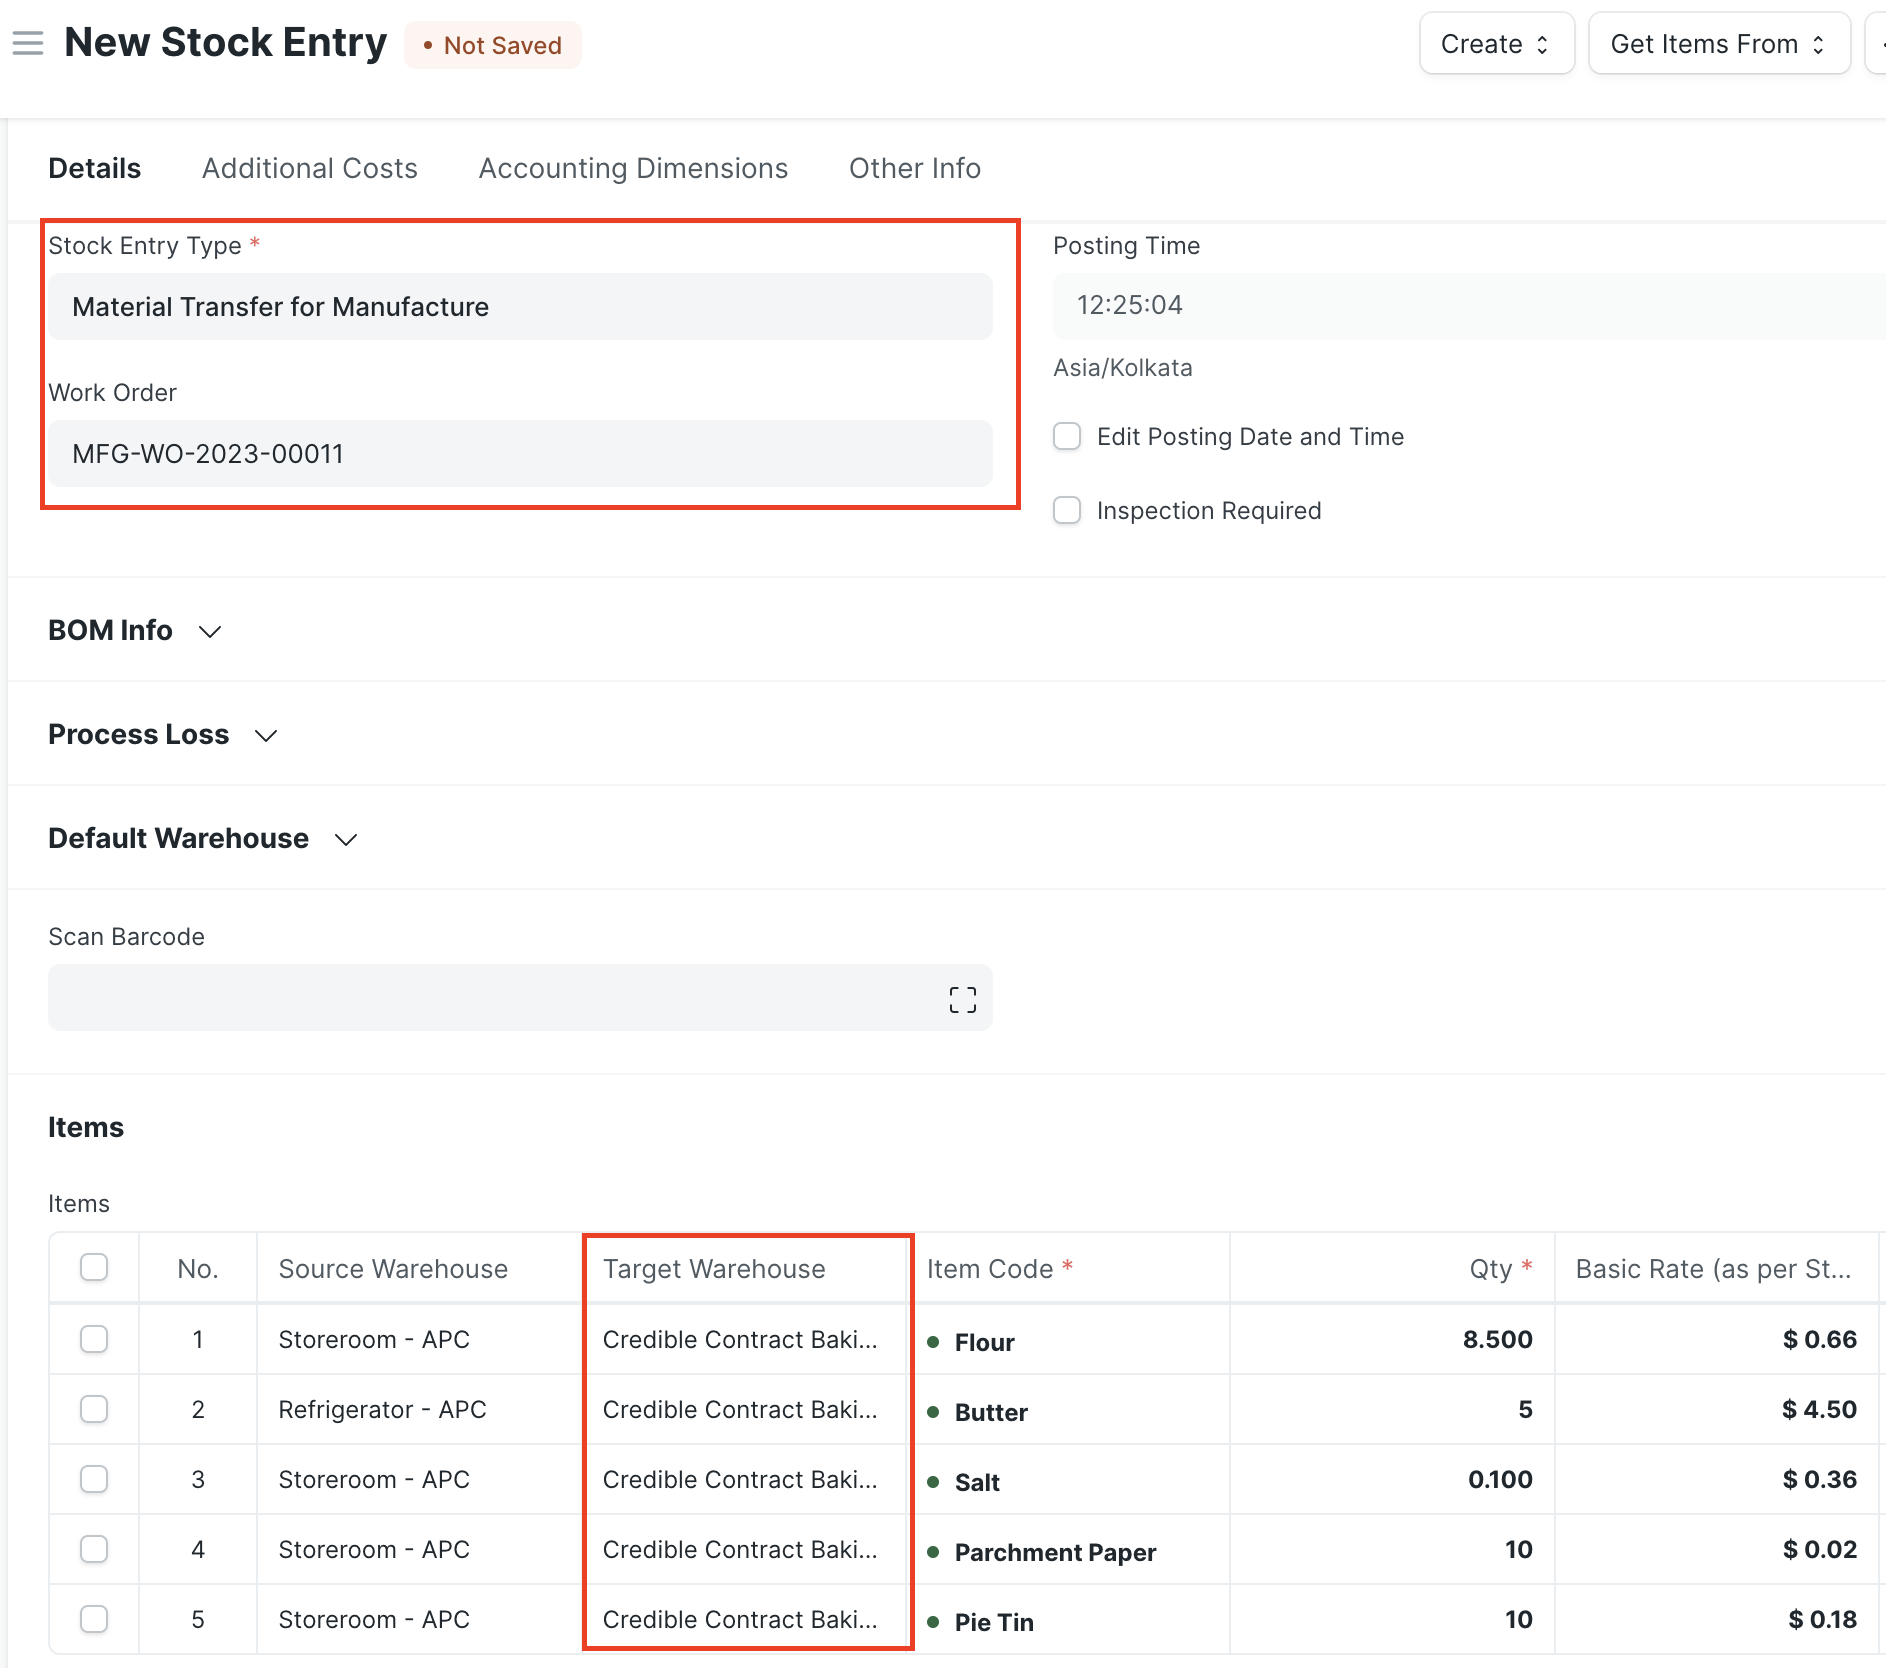 New Stock Entry
• Not Saved
Create
Get Items From
Details
Additional Costs
Accounting Dimensions
Other Info
Stock Entry Type *
Material Transfer for Manufacture
Work Order
MFG-WO-2023-00011
Posting Time
12:25:04
Asia/Kolkata
Edit Posting Date and Time
Inspection Required
BOM Info
Process Loss
Default Warehouse
Scan Barcode
Items
Items
No. Source Warehouse Target Warehouse Item Code * Qty * Basic Rate (as per St...
1 Storeroom - APC Credible Contract Baki... Flour 8.500 $ 0.66
2 Refrigerator - APC Credible Contract Baki... Butter 5 $ 4.50
3 Storeroom - APC Credible Contract Baki... Salt 0.100 $ 0.36
4 Storeroom - APC Credible Contract Baki... Parchment Paper 10 $ 0.02
5 Storeroom - APC Credible Contract Baki... Pie Tin 10 $ 0.18